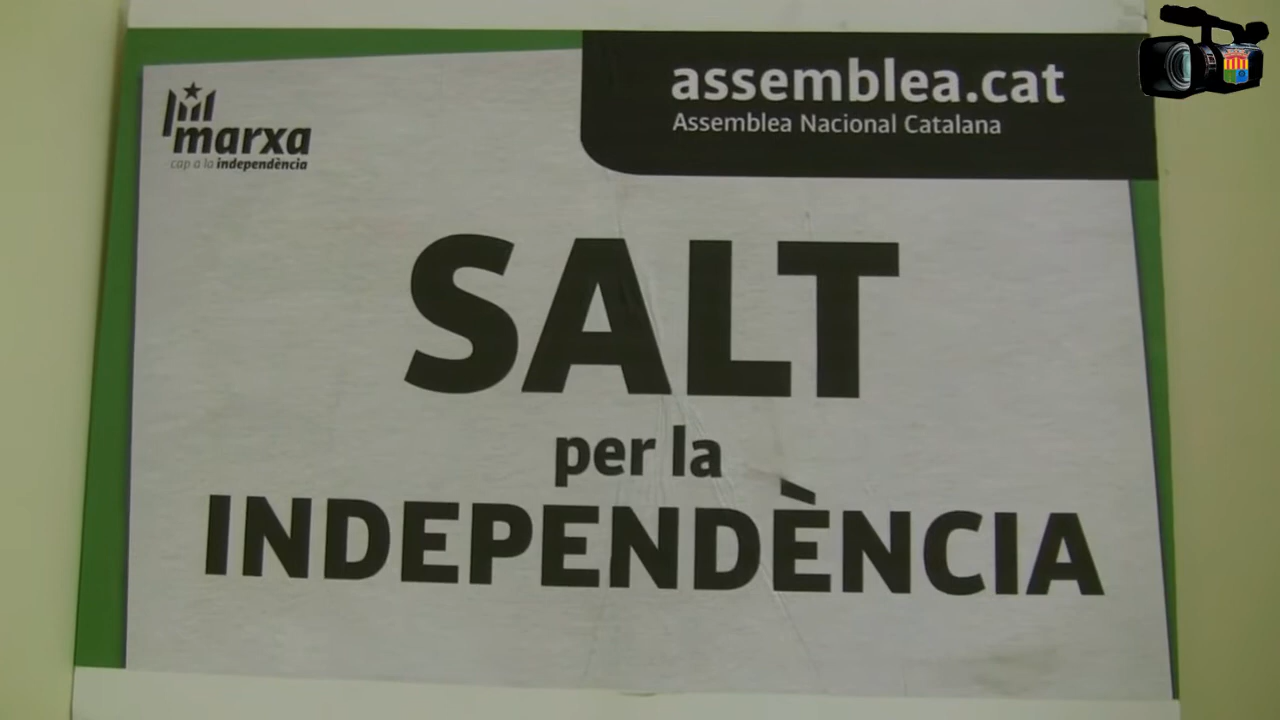 assemblea.cat
Assemblea Nacional Catalana
marxa
cap a la independència
SALT
per la
INDEPENDÈNCIA